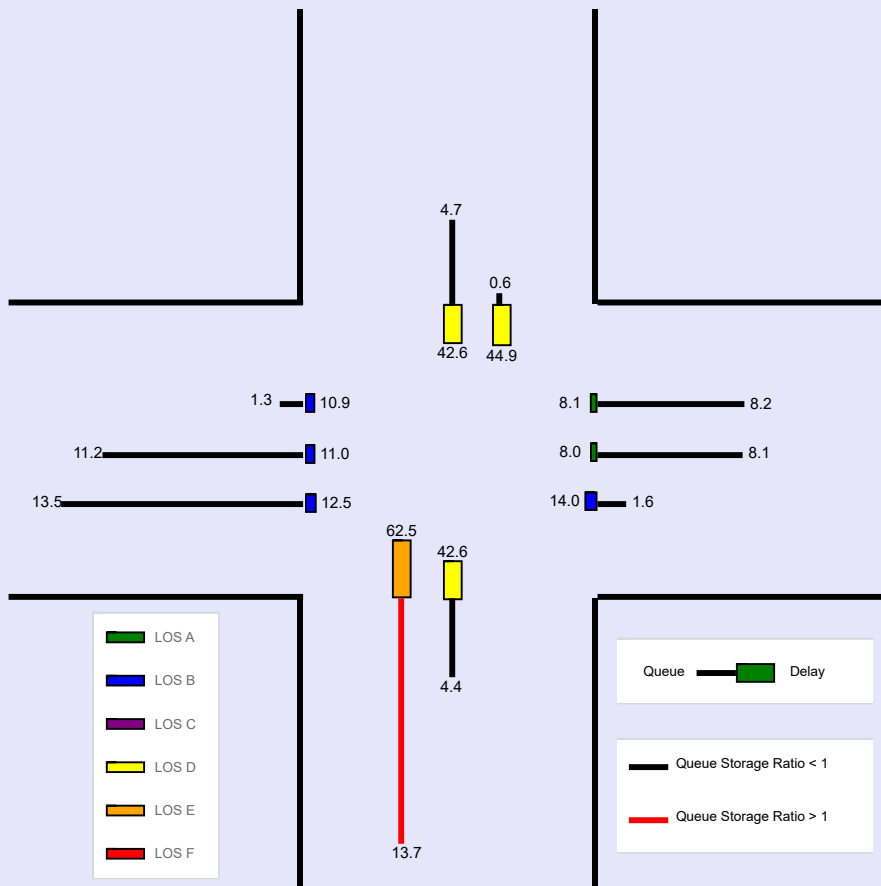 4.7
0.6
42.6
44.9
1.3 10.9
8.1 8.2
11.2 11.0
8.0 8.1
13.5 12.5
14.0 1.6
62.5
42.6
4.4
13.7
LOS A
LOS B
LOS C
LOS D
LOS E
LOS F
Queue Delay
Queue Storage Ratio < 1
Queue Storage Ratio > 1